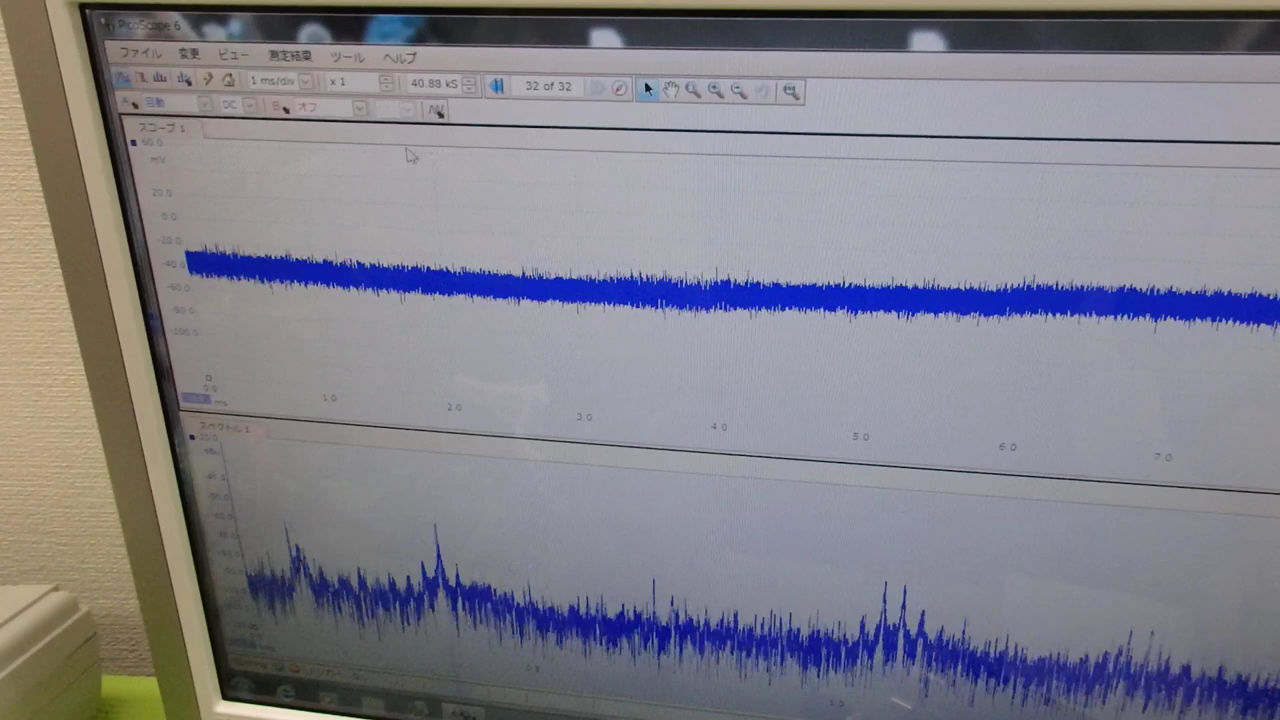 PicoScope 6
ファイル 変更 ビュー 測定結果 ツール ヘルプ
1 ms/div x 1 40.88 kS 32 of 32
A 自動 DC B オフ
スコープ 1
60.0
mV
20.0
0.0
-20.0
-40.0
-60.0
-80.0
-100.0
0.0
ms 1.0 2.0 3.0 4.0 5.0 6.0 7.0
スペクトル 1